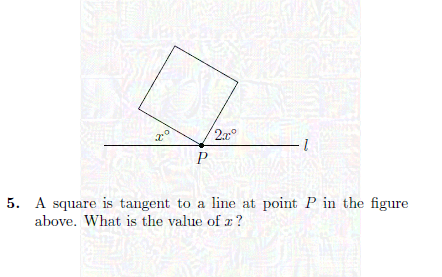 x° 2x°
l
P
5. A square is tangent to a line at point P in the figure
above. What is the value of x ?